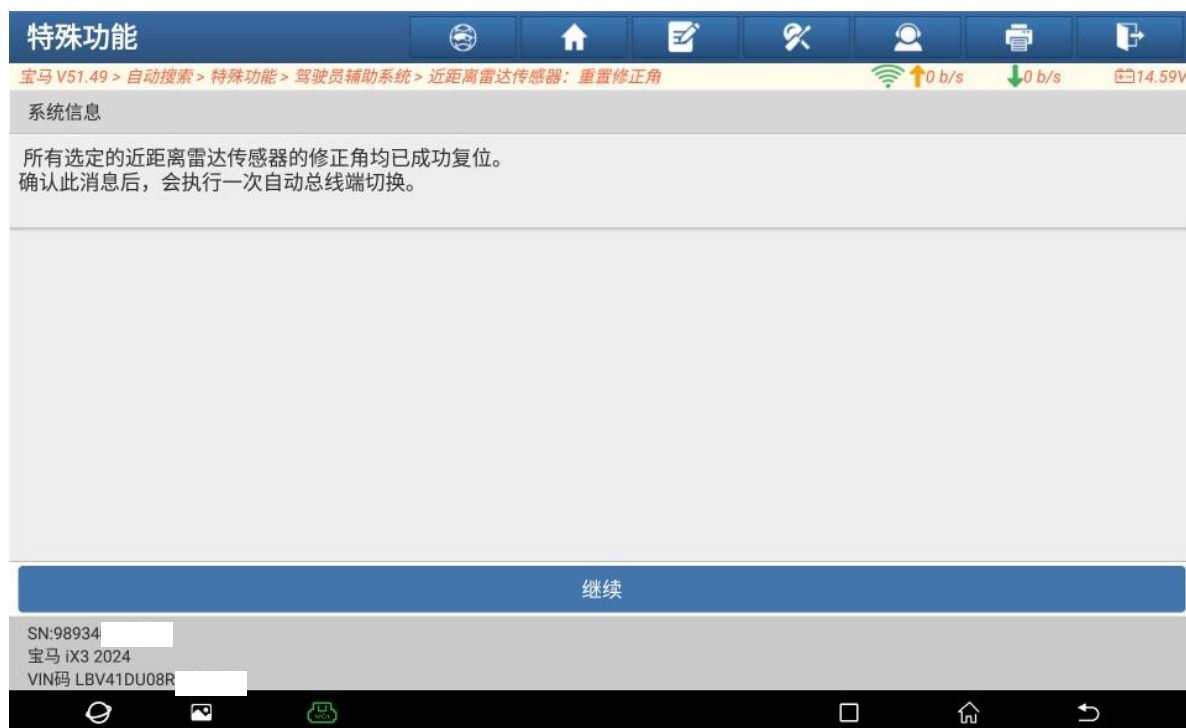 特殊功能
宝马 V51.49 > 自动搜索 > 特殊功能 > 驾驶员辅助系统 > 近距离雷达传感器：重置修正角 0 b/s 0 b/s 14.59V
系统信息
所有选定的近距离雷达传感器的修正角均已成功复位。
确认此消息后，会执行一次自动总线端切换。
继续
SN:98934
宝马 iX3 2024
VIN码 LBV41DU08R
VCI